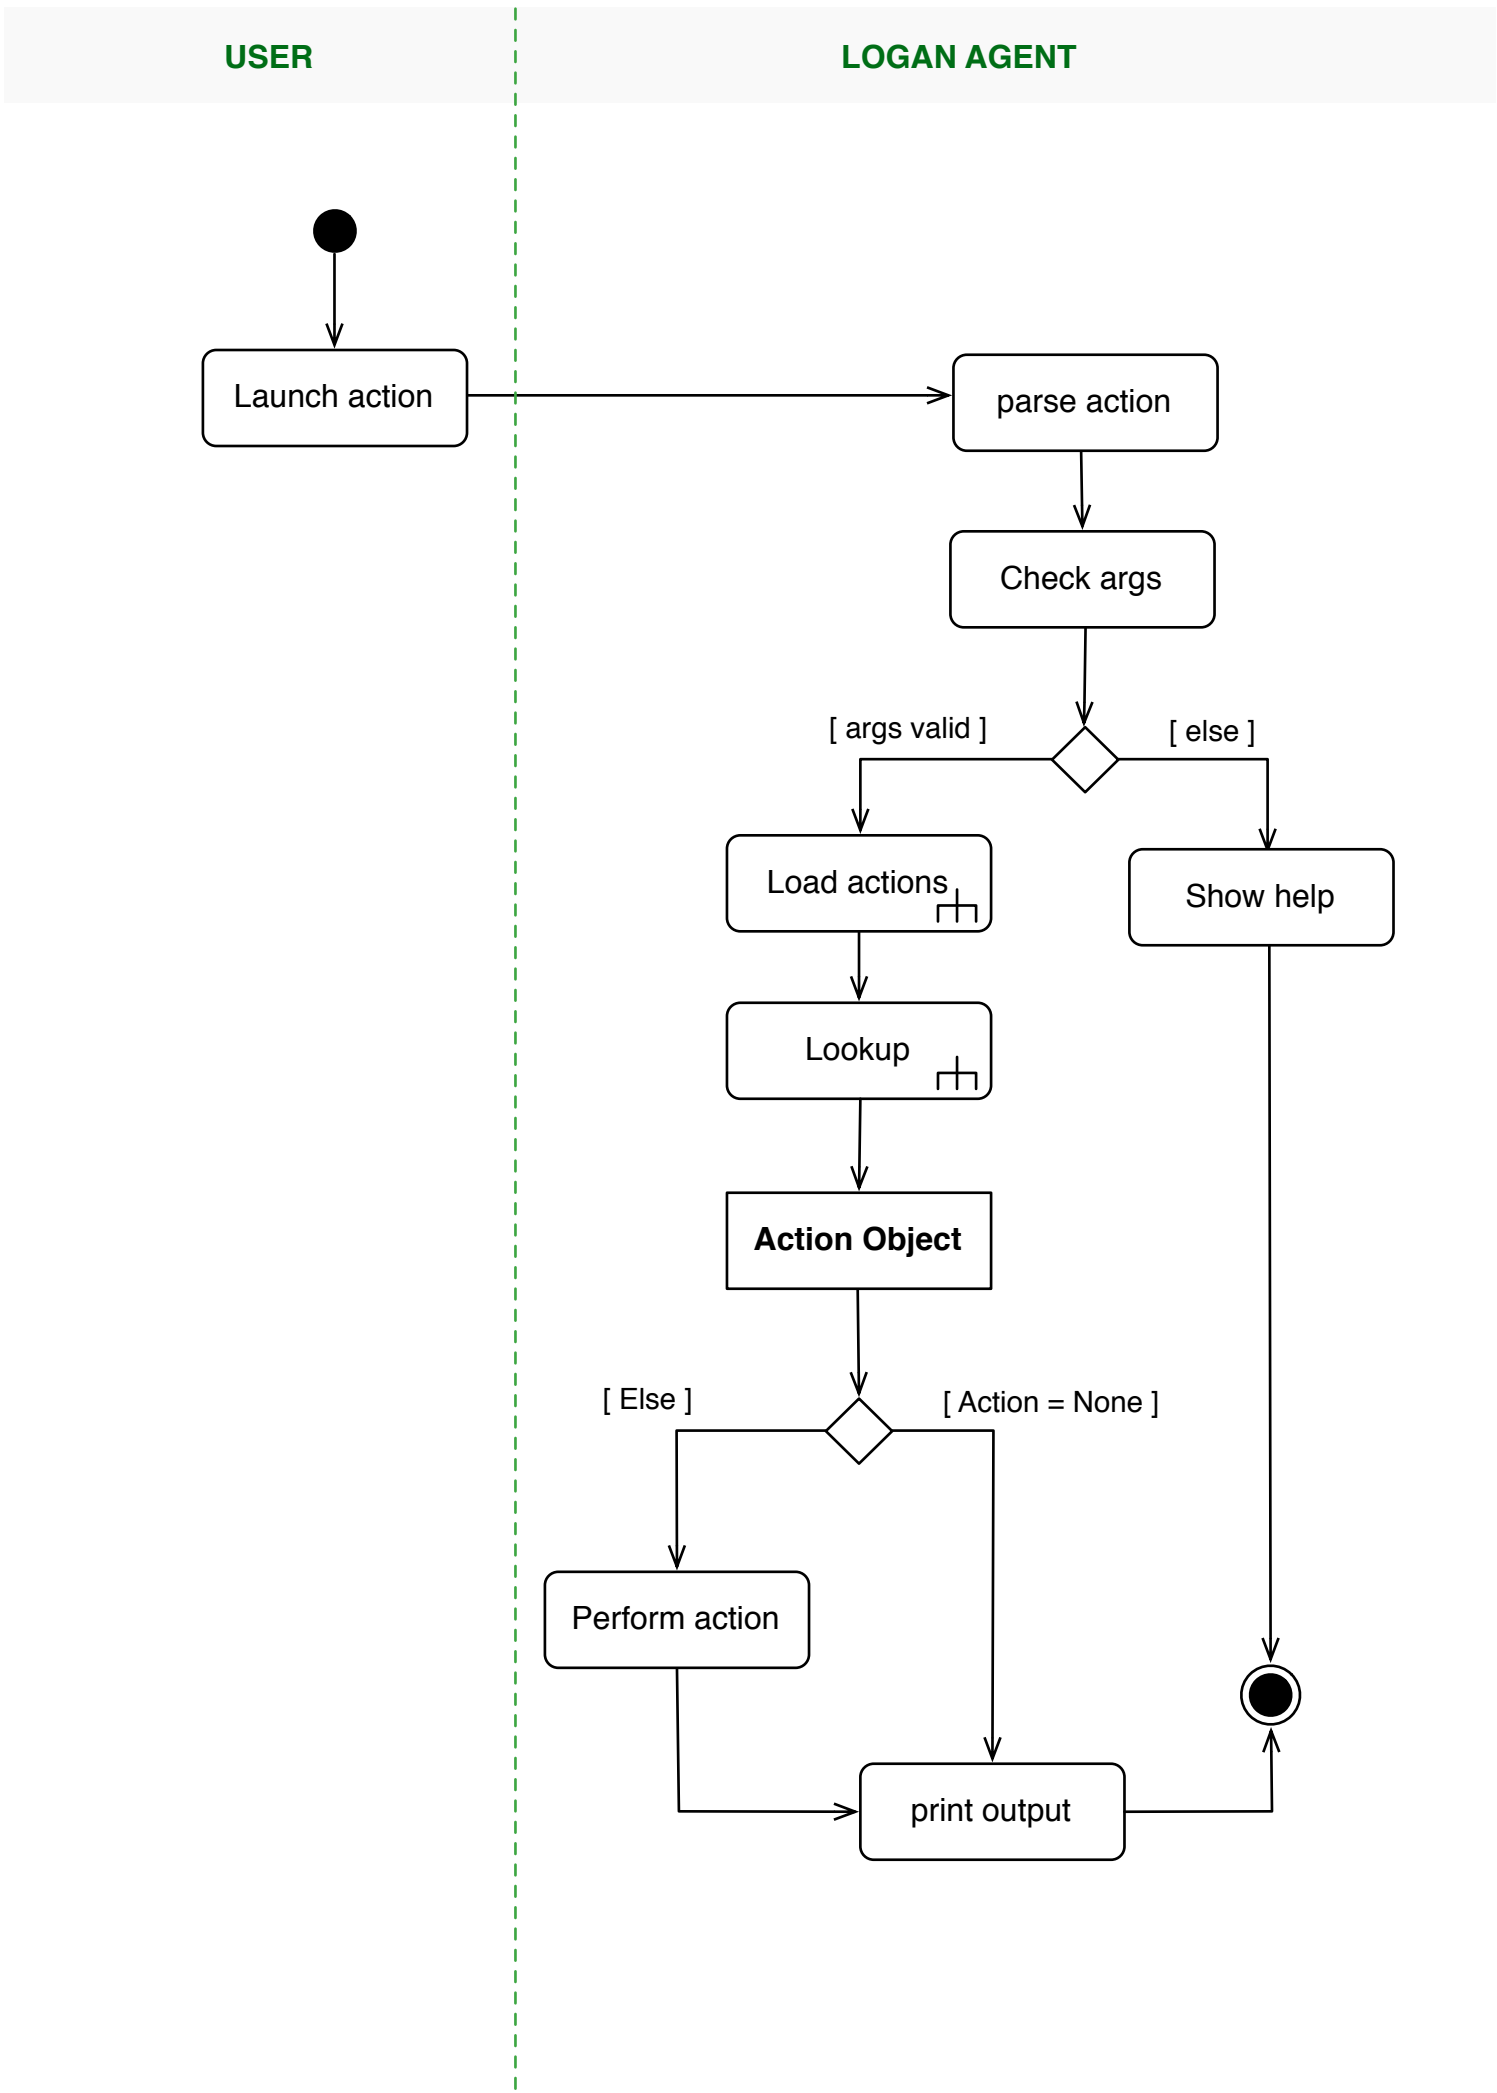 USER
LOGAN AGENT
Launch action
parse action
Check args
[ args valid ]
[ else ]
Load actions
Show help
Lookup
Action Object
[ Else ]
[ Action = None ]
Perform action
print output